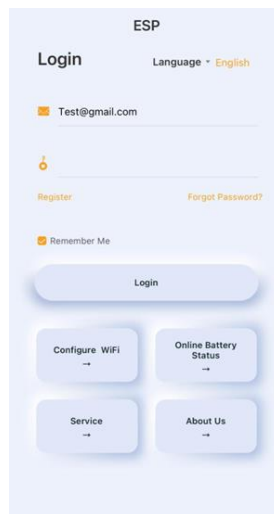 ESP
Login
Language English
Test@gmail.com
Register Forgot Password?
Remember Me
Login
Configure WiFi
→
Online Battery
Status
→
Service
→
About Us
→